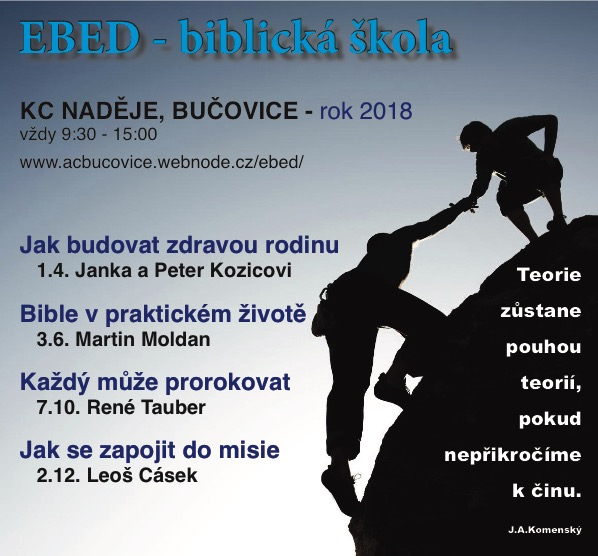 EBED - biblická škola
KC NADĚJE, BUČOVICE - rok 2018
vždy 9:30 - 15:00
www.acbucovice.webnode.cz/ebed/
Jak budovat zdravou rodinu
1.4. Janka a Peter Kozicovi
Bible v praktickém životě
3.6. Martin Moldan
Každý může prorokovat
7.10. René Tauber
Jak se zapojit do misie
2.12. Leoš Cásek
Teorie
zůstane
pouhou
teorií,
pokud
nepřikročíme
k činu.
J.A.Komenský